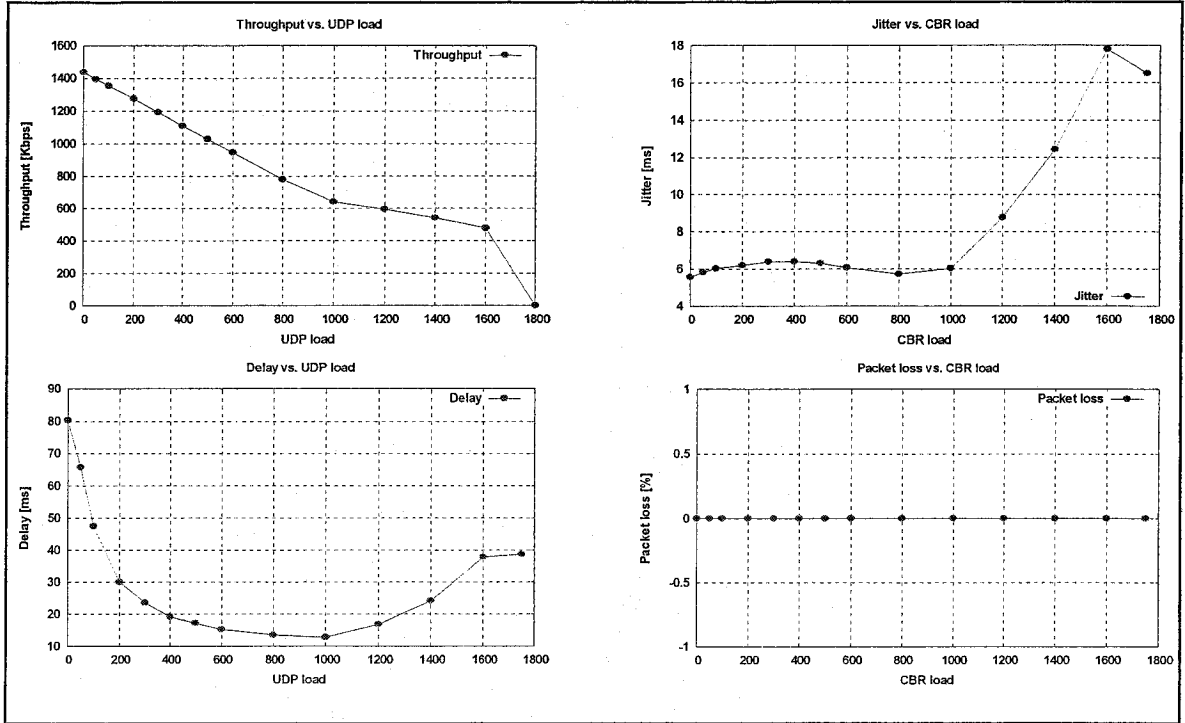 Throughput vs. UDP load
Throughput
Throughput [Kbps]
1600
1400
1200
1000
800
600
400
200
0
0 200 400 600 800 1000 1200 1400 1600 1800
UDP load
Jitter vs. CBR load
Jitter
Jitter [ms]
18
16
14
12
10
8
6
4
0 200 400 600 800 1000 1200 1400 1600 1800
CBR load
Delay vs. UDP load
Delay
Delay [ms]
90
80
70
60
50
40
30
20
10
0 200 400 600 800 1000 1200 1400 1600 1800
UDP load
Packet loss vs. CBR load
Packet loss
Packet loss [%]
1
0.5
0
-0.5
-1
0 200 400 600 800 1000 1200 1400 1600 1800
CBR load